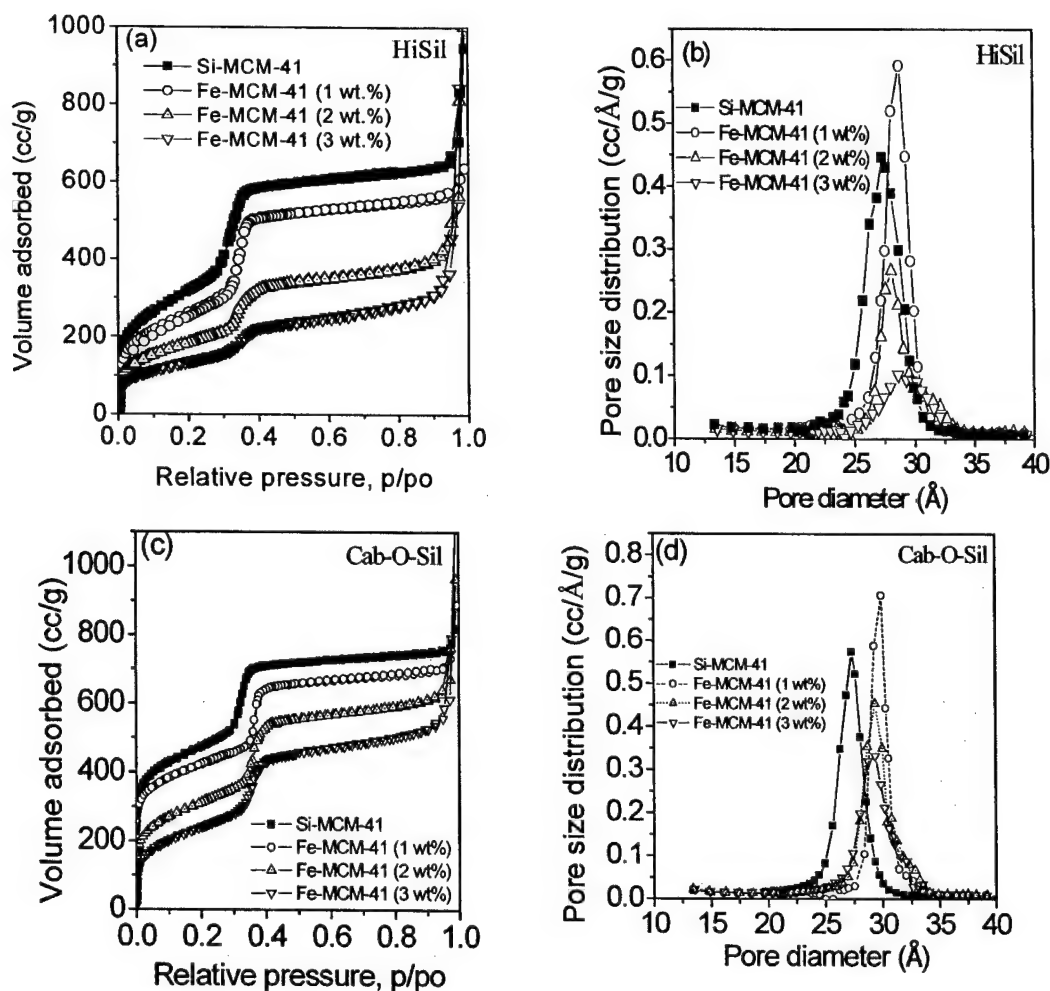 (a)
HiSil
Si-MCM-41
Fe-MCM-41 (1 wt.%)
Fe-MCM-41 (2 wt.%)
Fe-MCM-41 (3 wt.%)
1000
800
600
400
200
0
0.0 0.2 0.4 0.6 0.8 1.0
Volume adsorbed (cc/g)
Relative pressure, p/po
(b)
HiSil
Si-MCM-41
Fe-MCM-41 (1 wt%)
Fe-MCM-41 (2 wt%)
Fe-MCM-41 (3 wt%)
0.6
0.5
0.4
0.3
0.2
0.1
0.0
10 15 20 25 30 35 40
Pore size distribution (cc/Å/g)
Pore diameter (Å)
(c)
Cab-O-Sil
1000
800
600
400
200
0
Si-MCM-41
Fe-MCM-41 (1 wt%)
Fe-MCM-41 (2 wt%)
Fe-MCM-41 (3 wt%)
0.0 0.2 0.4 0.6 0.8 1.0
Volume adsorbed (cc/g)
Relative pressure, p/po
(d)
Cab-O-Sil
0.8
0.7
0.6
0.5
0.4
0.3
0.2
0.1
0.0
Si-MCM-41
Fe-MCM-41 (1 wt%)
Fe-MCM-41 (2 wt%)
Fe-MCM-41 (3 wt%)
10 15 20 25 30 35 40
Pore size distribution (cc/Å/g)
Pore diameter (Å)